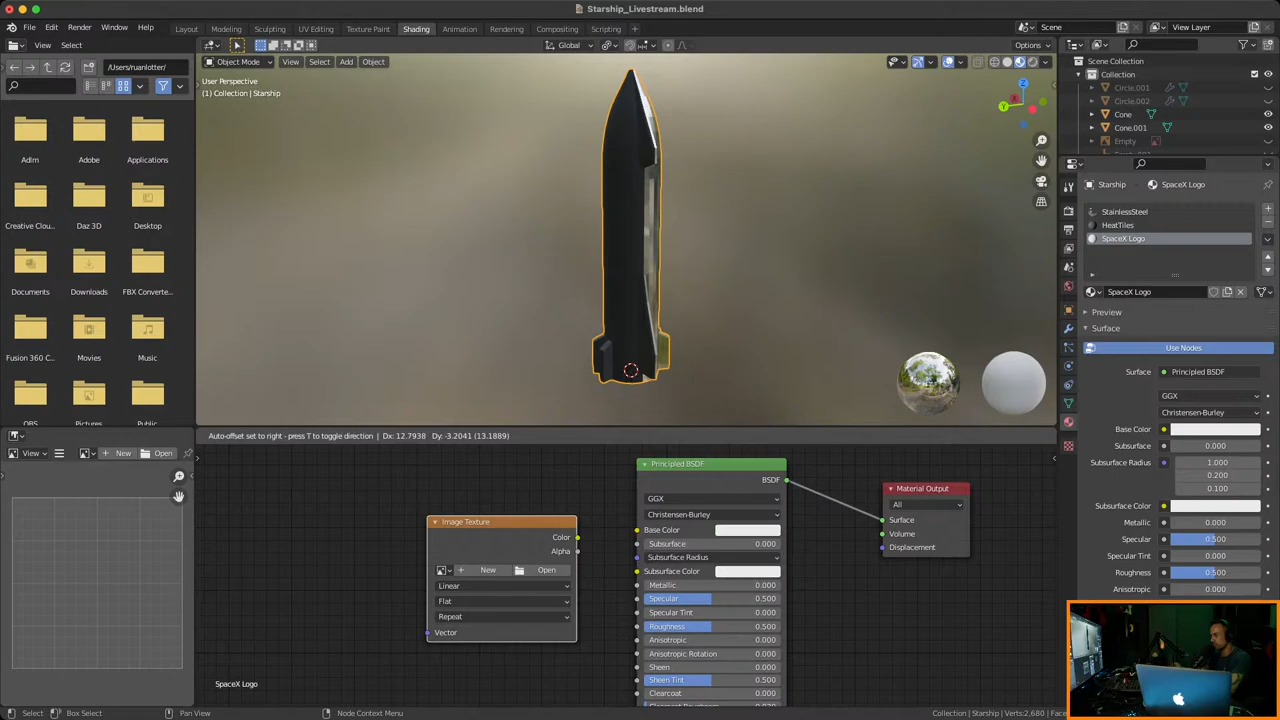 Starship_Livestream.blend
File Edit Render Window Help
Layout Modeling Sculpting UV Editing Texture Paint Shading Animation Rendering Compositing Scripting
Scene
View Layer
View Select
Global
Options
/Users/ruanlotter/
Object Mode View Select Add Object
User Perspective
(1) Collection | Starship
Adlm Adobe Applications
Creative Clou... Daz 3D Desktop
Documents Downloads FBX Converte...
Fusion 360 C... Movies Music
OBS Pictures Public
Scene Collection
Collection
Circle.001
Circle.002
Cone
Cone.001
Empty
Starship SpaceX Logo
StainlessSteel
HeatTiles
SpaceX Logo
SpaceX Logo
Preview
Surface
Use Nodes
Surface Principled BSDF
GGX
Christensen-Burley
Base Color
Subsurface 0.000
Subsurface Radius 1.000
0.200
0.100
Subsurface Color
Metallic 0.000
Specular 0.500
Specular Tint 0.000
Roughness 0.500
Anisotropic 0.000
Auto-offset set to right - press T to toggle direction | Dx: 12.7938 Dy: -3.2041 (13.1889)
View New Open
Image Texture
Color
Alpha
New Open
Linear
Flat
Repeat
Vector
Principled BSDF
BSDF
GGX
Christensen-Burley
Base Color
Subsurface 0.000
Subsurface Radius
Subsurface Color
Metallic 0.000
Specular 0.500
Specular Tint 0.000
Roughness 0.500
Anisotropic 0.000
Anisotropic Rotation 0.000
Sheen 0.000
Sheen Tint 0.500
Clearcoat 0.000
Material Output
All
Surface
Volume
Displacement
SpaceX Logo
Select Box Select Pan View Node Context Menu
Collection | Starship | Verts:2,680 | Face